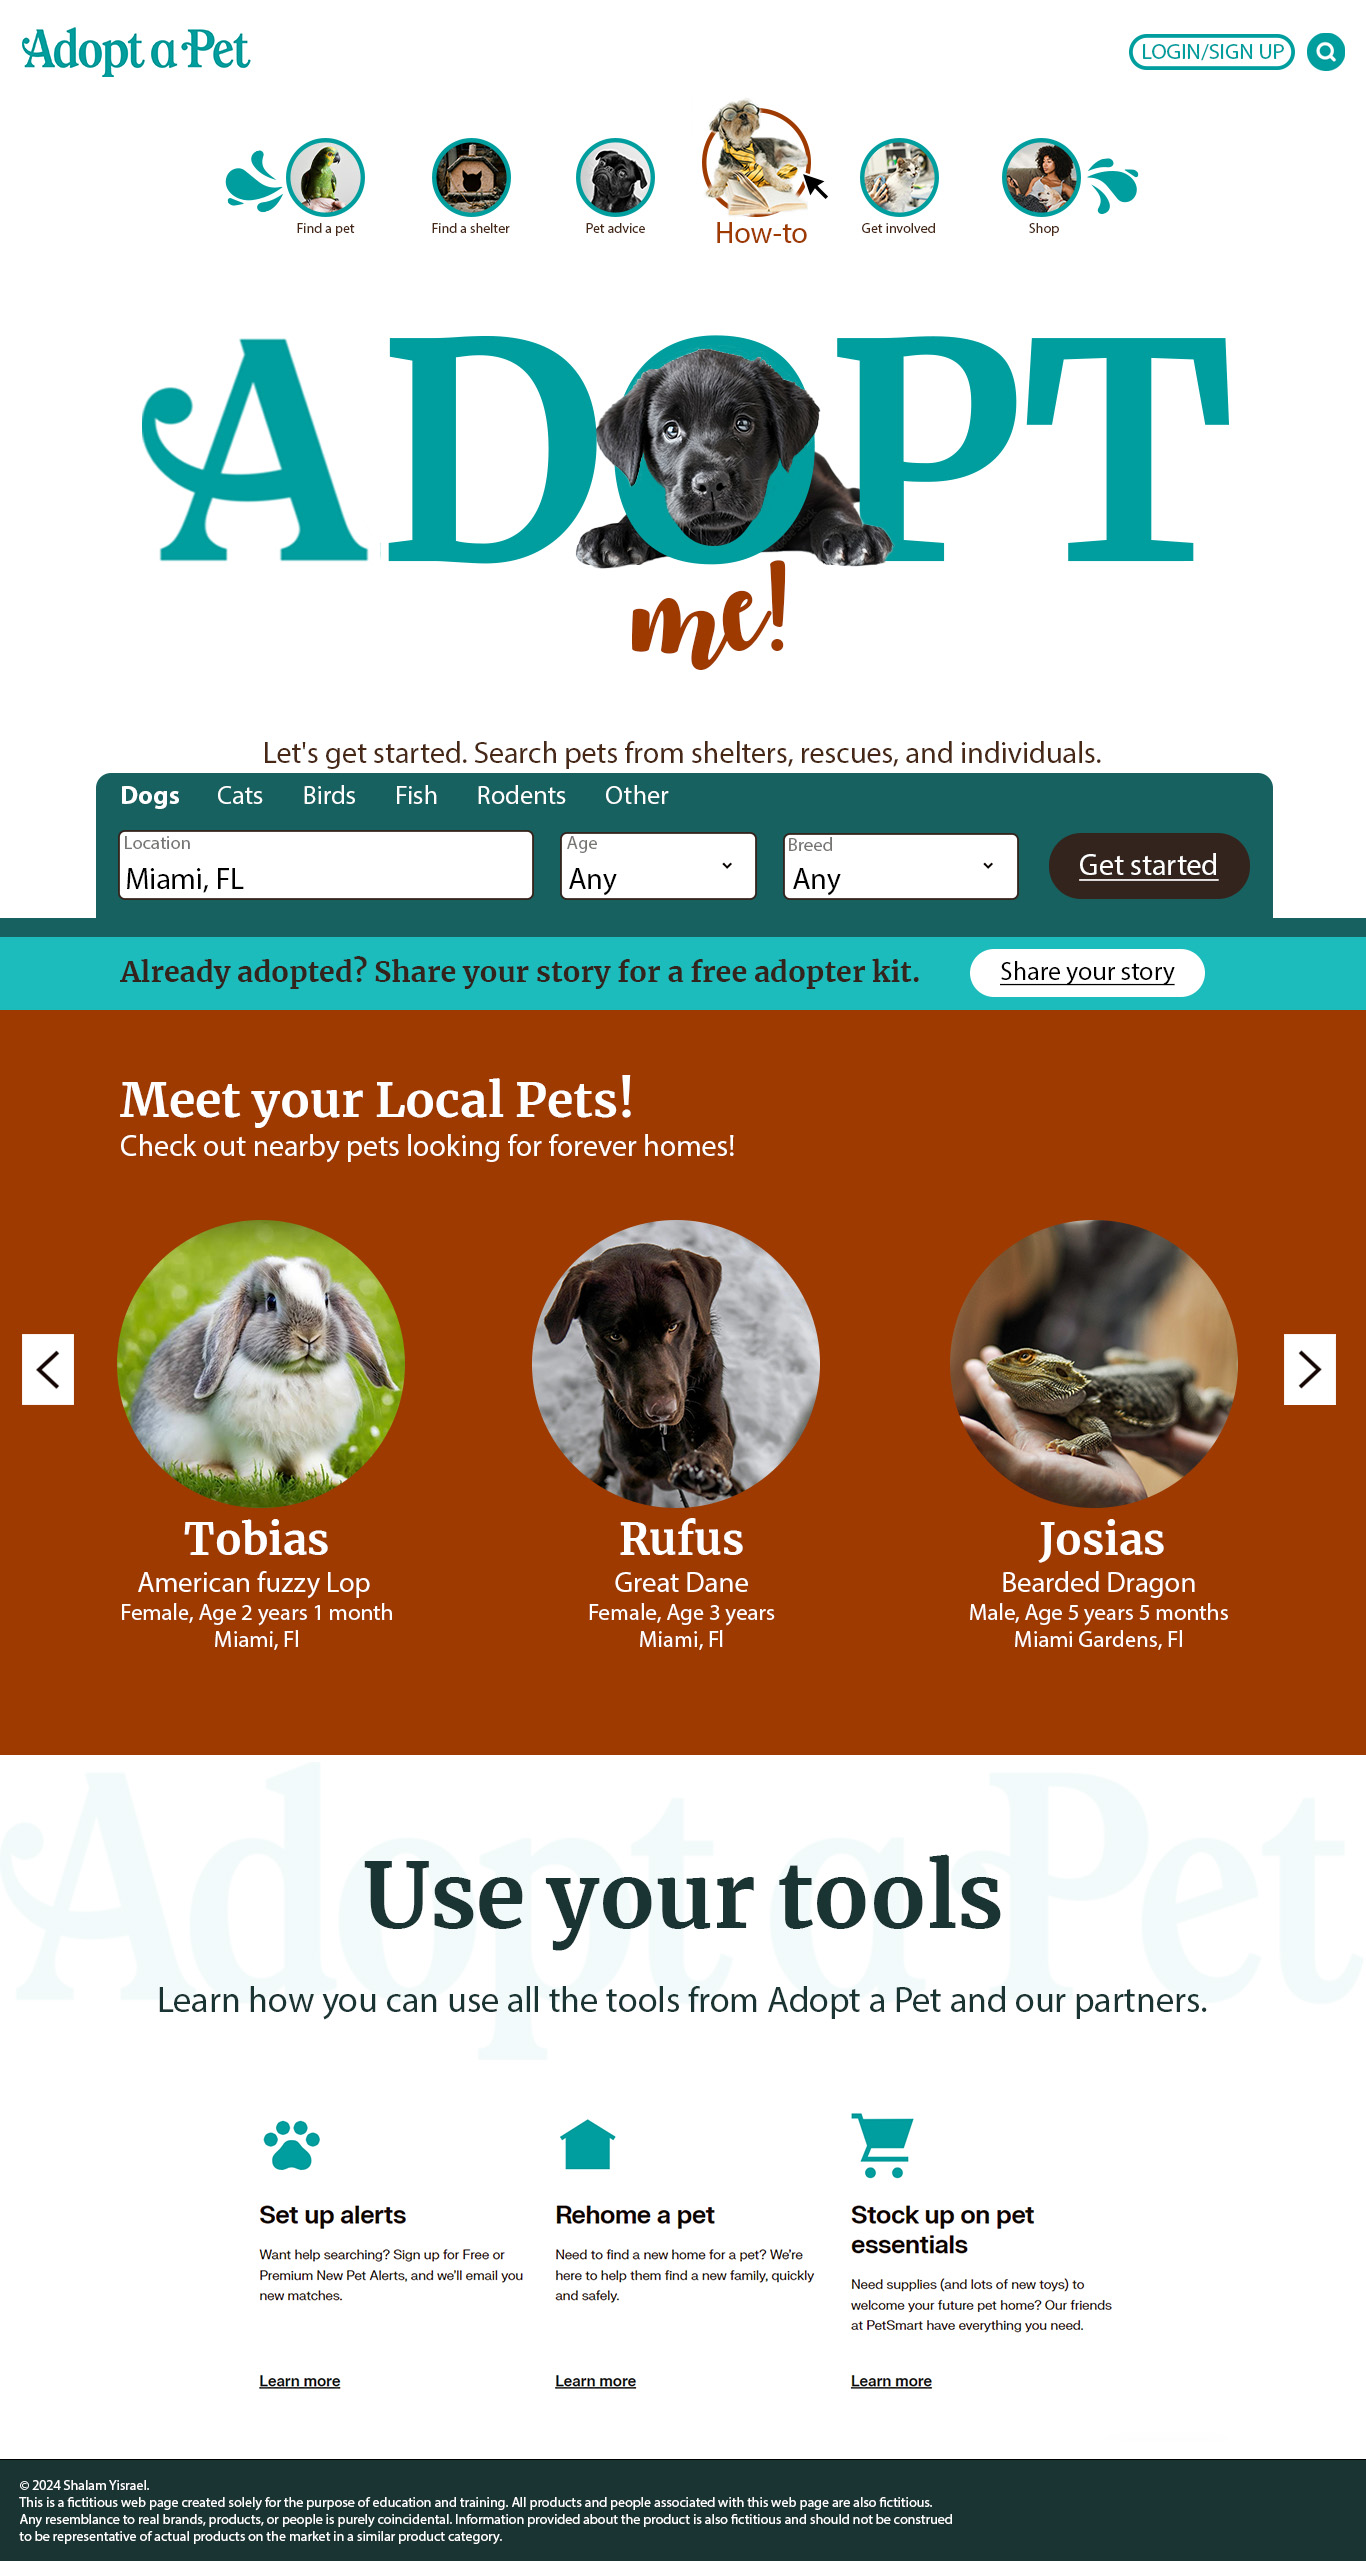 Adopt a Pet
LOGIN/SIGN UP
Find a pet
Find a shelter
Pet advice
How-to
Get involved
Shop
ADOPT
me!
Let's get started. Search pets from shelters, rescues, and individuals.
Dogs Cats Birds Fish Rodents Other
Location
Miami, FL
Age
Any
Breed
Any
Get started
Already adopted? Share your story for a free adopter kit.
Share your story
Meet your Local Pets!
Check out nearby pets looking for forever homes!
Tobias
American fuzzy Lop
Female, Age 2 years 1 month
Miami, Fl
Rufus
Great Dane
Female, Age 3 years
Miami, Fl
Josias
Bearded Dragon
Male, Age 5 years 5 months
Miami Gardens, Fl
Adopt a Pet
Use your tools
Learn how you can use all the tools from Adopt a Pet and our partners.
Set up alerts
Want help searching? Sign up for Free or
Premium New Pet Alerts, and we'll email you
new matches.
Learn more
Rehome a pet
Need to find a new home for a pet? We're
here to help them find a new family, quickly
and safely.
Learn more
Stock up on pet
essentials
Need supplies (and lots of new toys) to
welcome your future pet home? Our friends
at PetSmart have everything you need.
Learn more
© 2024 Shalam Yisrael.
This is a fictitious web page created solely for the purpose of education and training. All products and people associated with this web page are also fictitious.
Any resemblance to real brands, products, or people is purely coincidental. Information provided about the product is also fictitious and should not be construed
to be representative of actual products on the market in a similar product category.